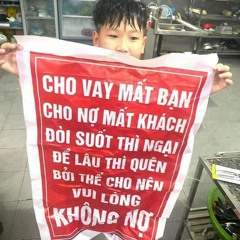 CHO VAY MẤT BẠN
CHO NỢ MẤT KHÁCH
ĐÒI SUỐT THÌ NGẠI
ĐỂ LÂU THÌ QUÊN
BỞI THẾ CHO NÊN
VUI LÒNG
KHÔNG NỢ